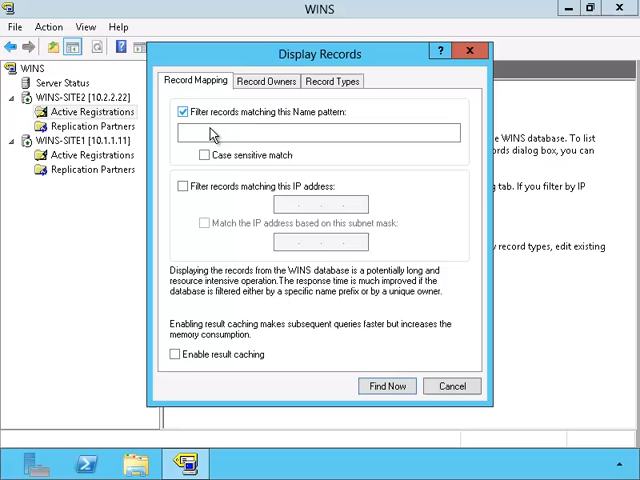 WINS
File Action View Help
WINS
Server Status
WINS-SITE2 [10.2.2.22]
Active Registrations
Replication Partners
WINS-SITE1 [10.1.1.11]
Active Registrations
Replication Partners
Display Records
Record Mapping Record Owners Record Types
Filter records matching this Name pattern:
Case sensitive match
Filter records matching this IP address:
Match the IP address based on this subnet mask:
Displaying the records from the WINS database is a potentially long and
resource intensive operation.The response time is much improved if the
database is filtered either by a specific name prefix or by a unique owner.
Enabling result caching makes subsequent queries faster but increases the
memory consumption.
Enable result caching
Find Now Cancel
e WINS database. To list
rds dialog box, you can
g tab. If you filter by IP
y record types, edit existing